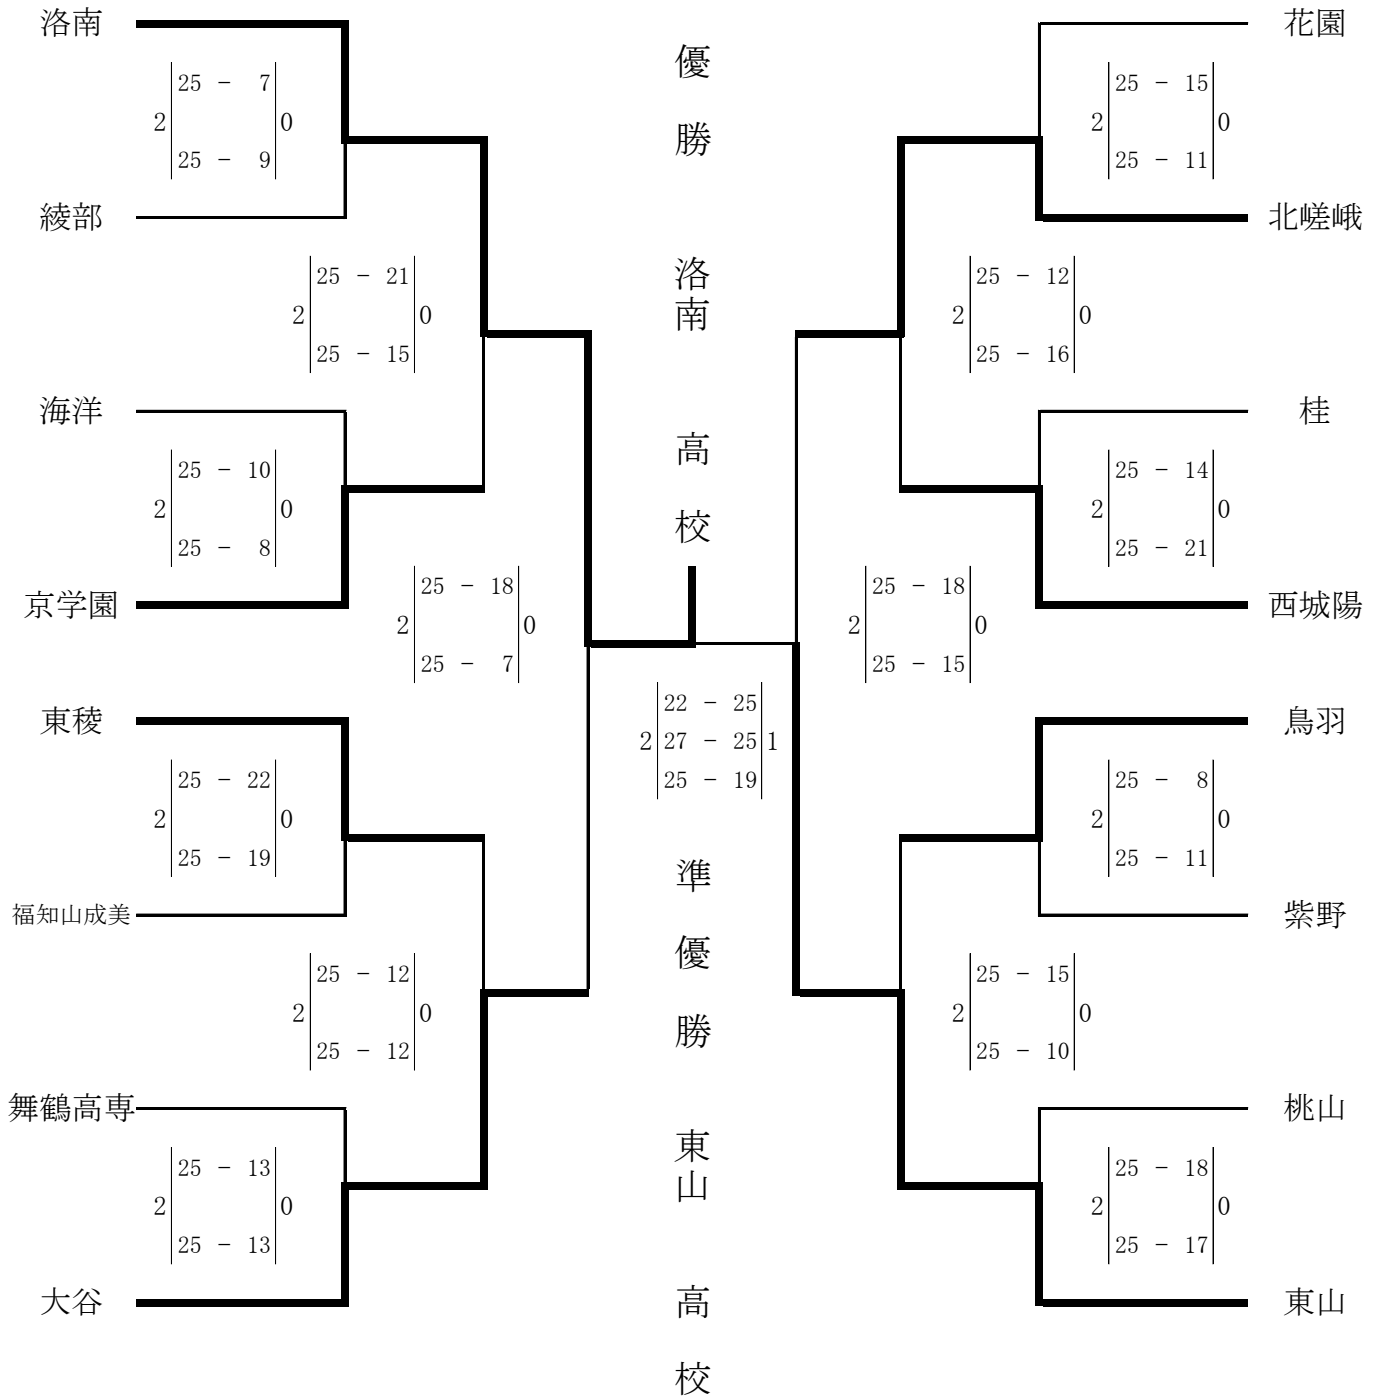 洛南
25 - 7
2 0
25 - 9
綾部
25 - 21
2 0
25 - 15
海洋
25 - 10
2 0
25 - 8
京学園
25 - 18
2 0
25 - 7
東稜
25 - 22
2 0
25 - 19
福知山成美
25 - 12
2 0
25 - 12
舞鶴高専
25 - 13
2 0
25 - 13
大谷
優勝
洛南
高校
22 - 25
2 27 - 25 1
25 - 19
準優勝
東山
高校
花園
25 - 15
2 0
25 - 11
北嵯峨
25 - 12
2 0
25 - 16
桂
25 - 14
2 0
25 - 21
西城陽
25 - 18
2 0
25 - 15
鳥羽
25 - 8
2 0
25 - 11
紫野
25 - 15
2 0
25 - 10
桃山
25 - 18
2 0
25 - 17
東山